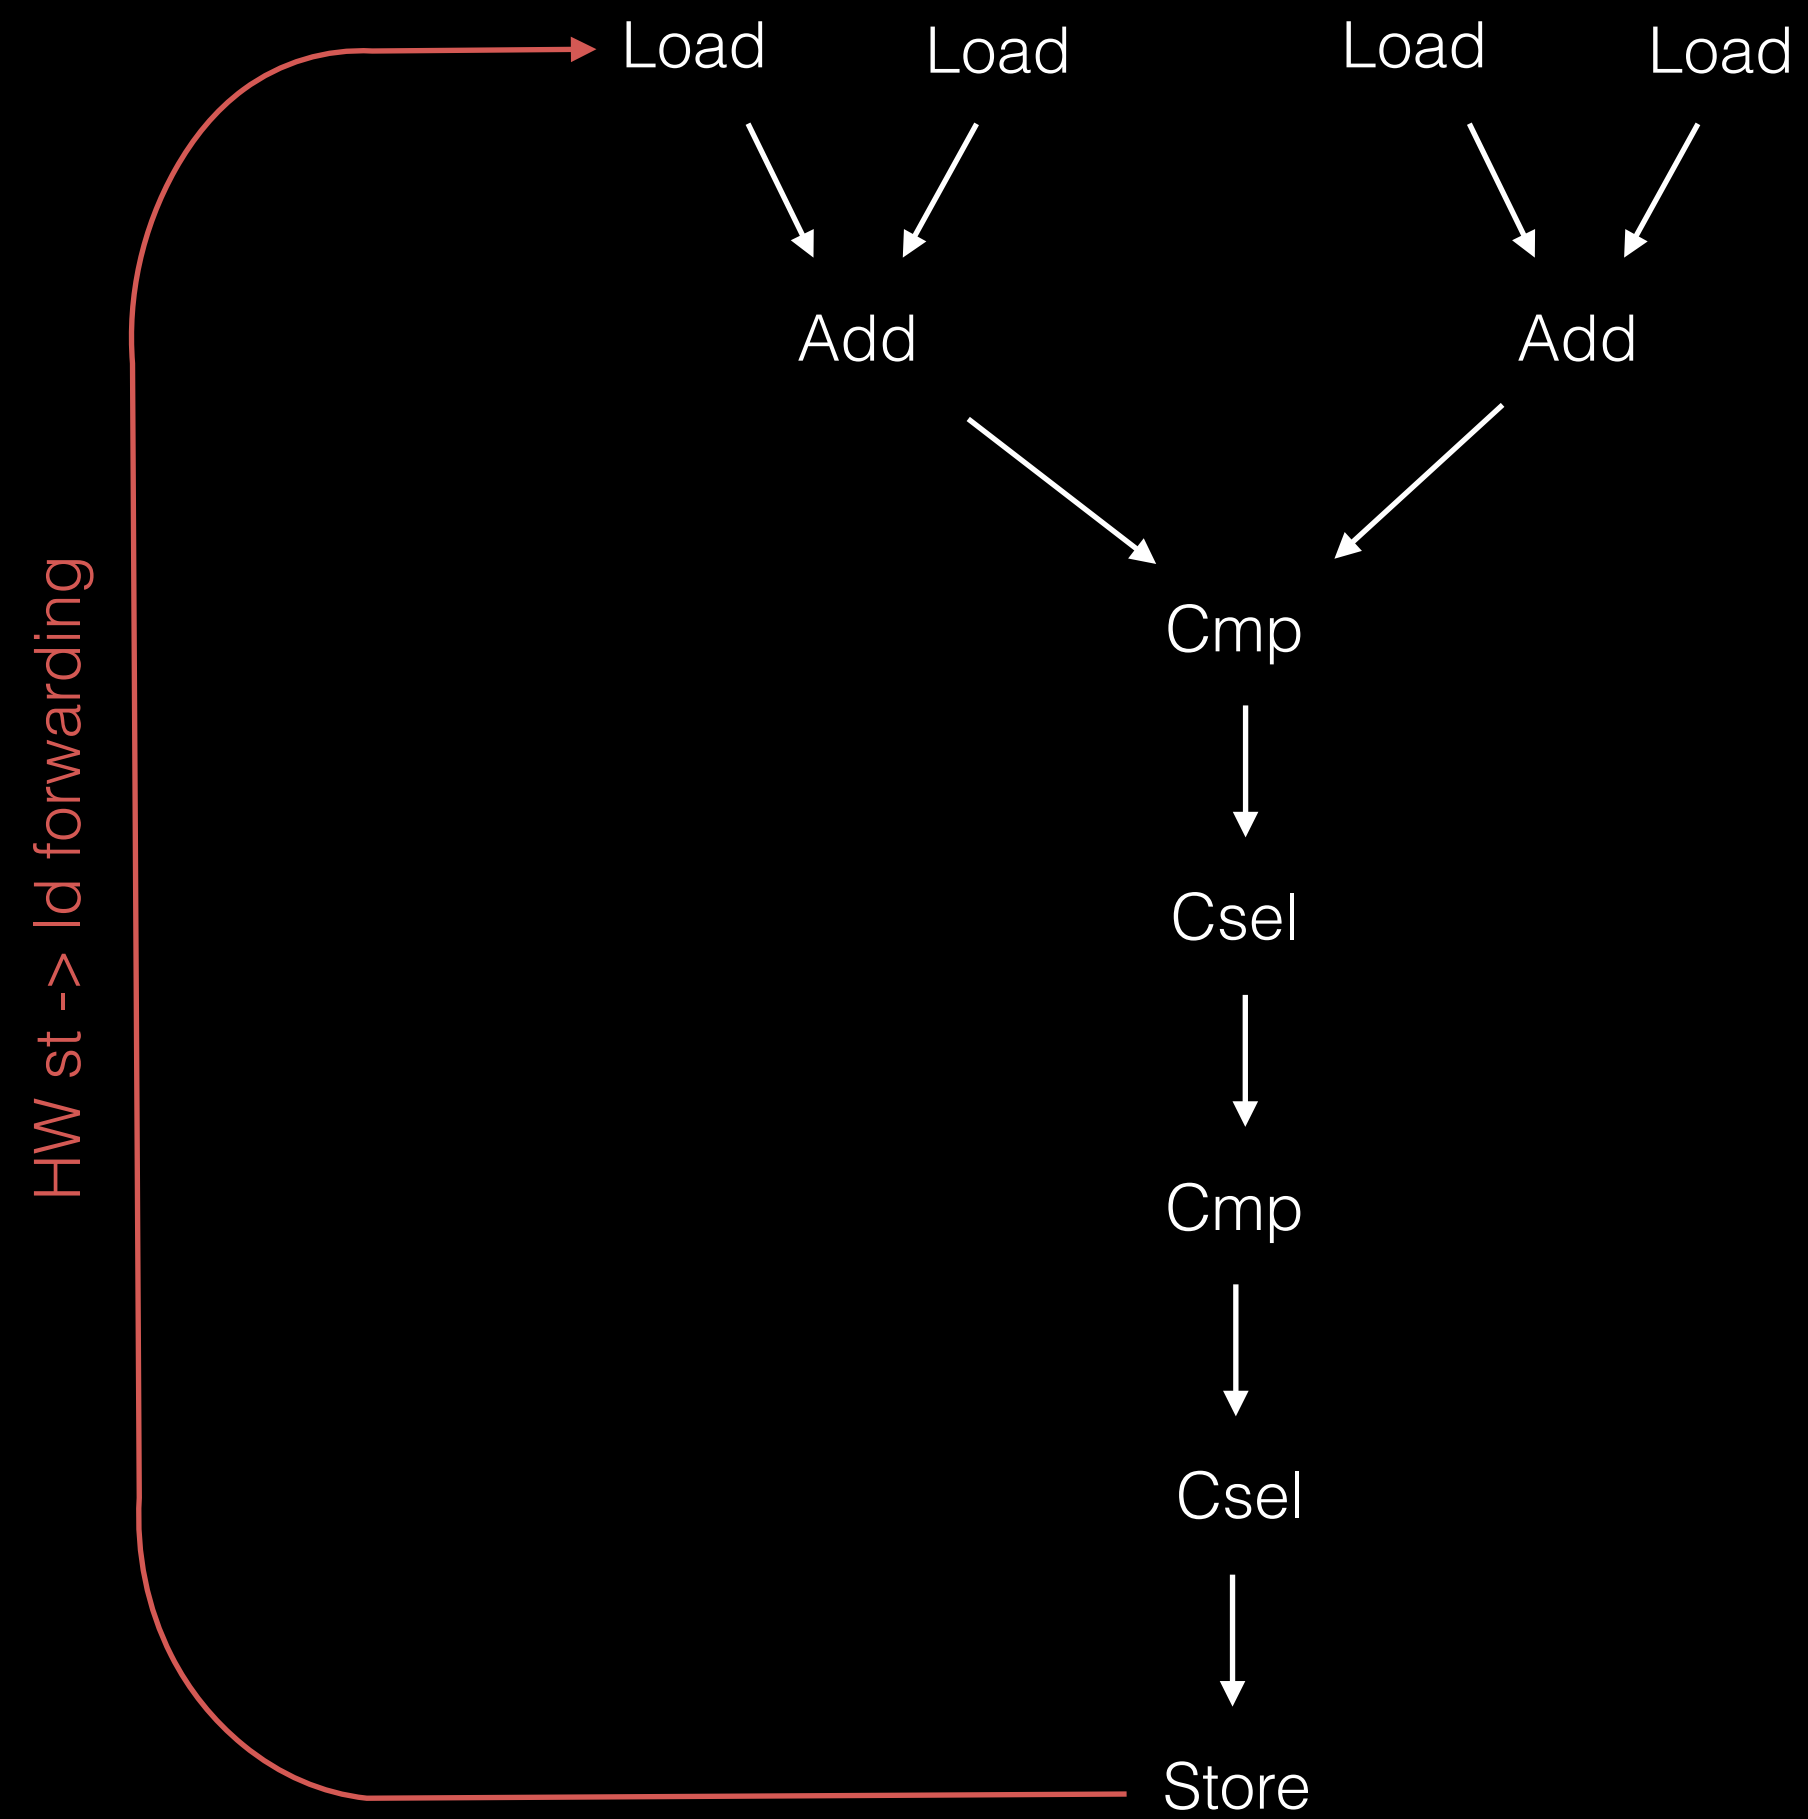 Load Load Load Load
Add Add
Cmp
Csel
Cmp
Csel
Store
HW st -> ld forwarding